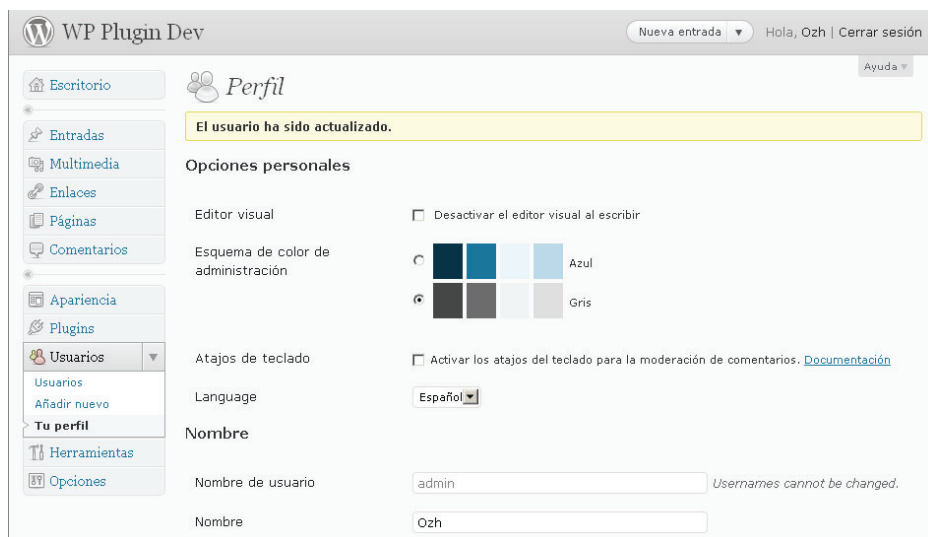 WP Plugin Dev
Nueva entrada
Hola, Ozh | Cerrar sesión
Ayuda
Escritorio
Entradas
Multimedia
Enlaces
Páginas
Comentarios
Apariencia
Plugins
Usuarios
Usuarios
Añadir nuevo
Tu perfil
Herramientas
Opciones
Perfil
El usuario ha sido actualizado.
Opciones personales
Editor visual
Desactivar el editor visual al escribir
Esquema de color de
administración
Azul
Gris
Atajos de teclado
Activar los atajos del teclado para la moderación de comentarios. Documentación
Language
Español
Nombre
Nombre de usuario
admin
Usernames cannot be changed.
Nombre
Ozh